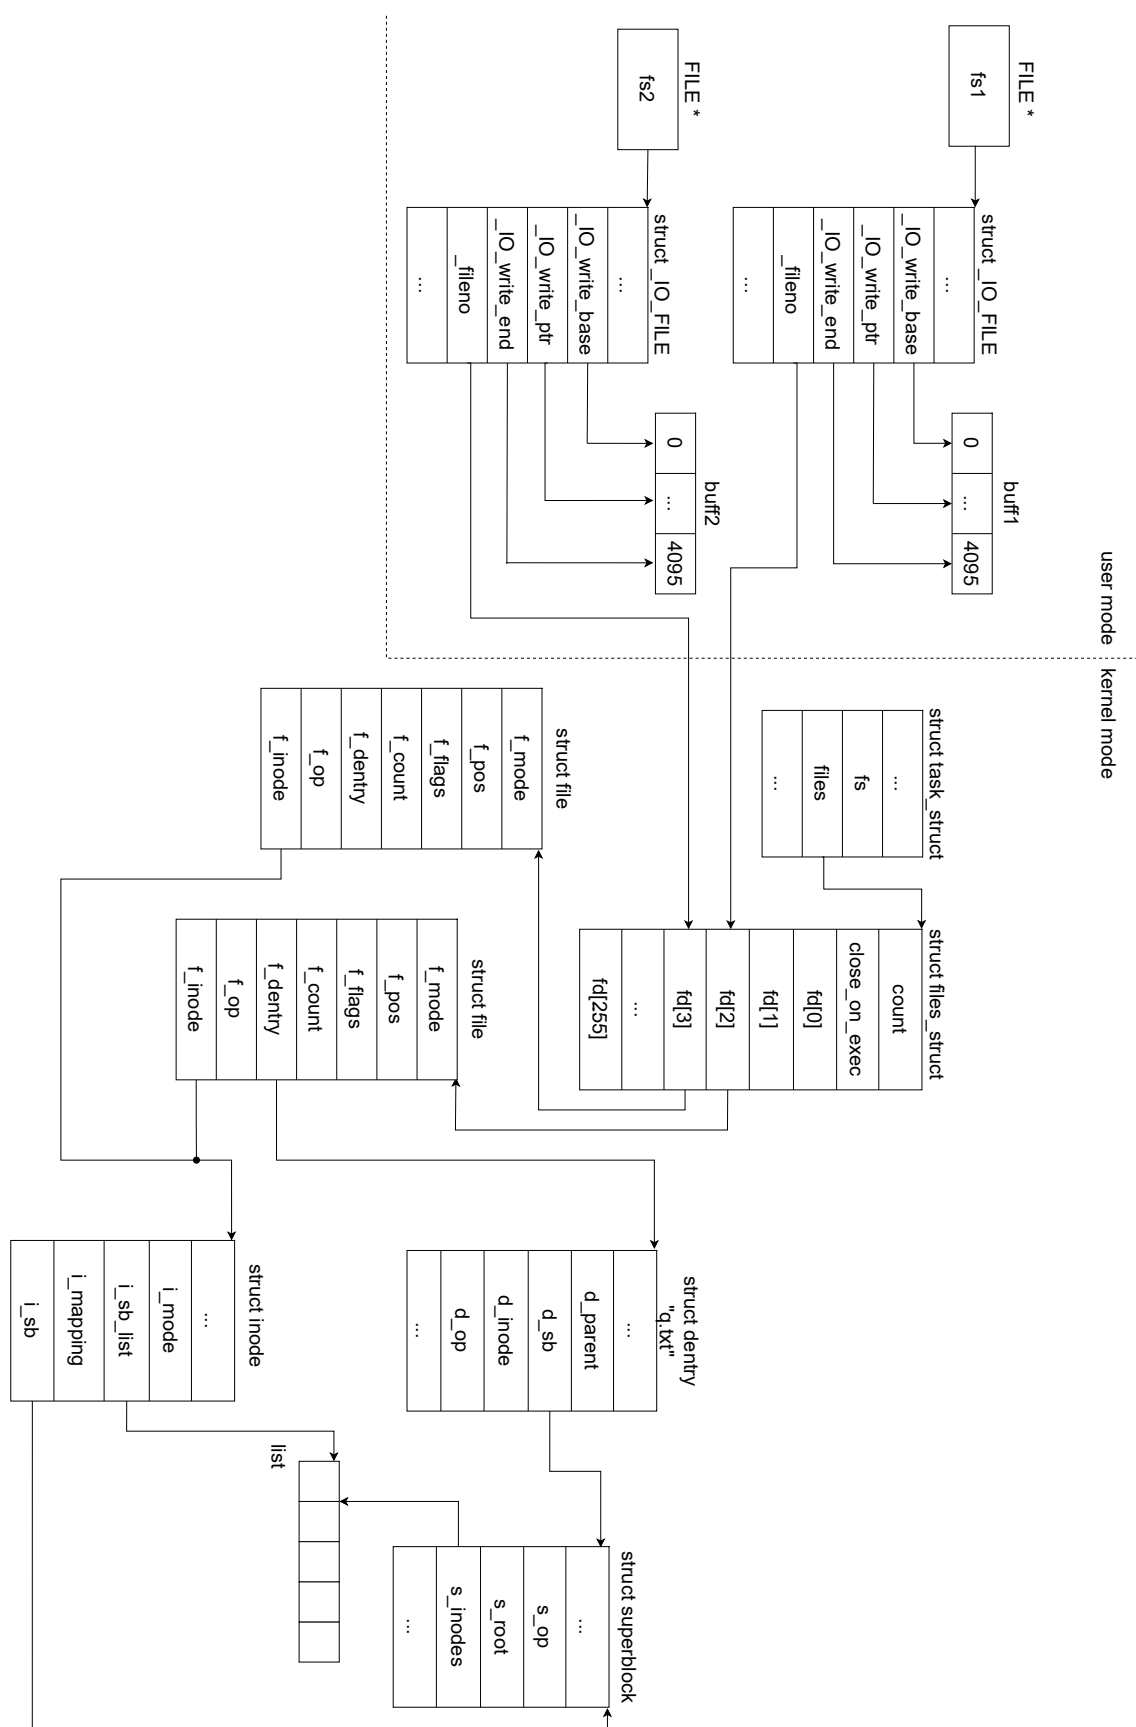 FILE *
fs1
struct _IO_FILE
...
_IO_write_base
_IO_write_ptr
_IO_write_end
_fileno
...
buff1
0
...
4095
FILE *
fs2
struct _IO_FILE
...
_IO_write_base
_IO_write_ptr
_IO_write_end
_fileno
...
buff2
0
...
4095
user mode
kernel mode
struct task_struct
...
fs
files
...
struct files_struct
count
close_on_exec
fd[0]
fd[1]
fd[2]
fd[3]
...
fd[255]
struct file
f_mode
f_pos
f_flags
f_count
f_dentry
f_op
f_inode
struct file
f_mode
f_pos
f_flags
f_count
f_dentry
f_op
f_inode
struct dentry
"q.txt"
...
d_parent
d_sb
d_inode
d_op
...
struct inode
...
i_mode
i_sb_list
i_mapping
i_sb
list
struct superblock
...
s_op
s_root
s_inodes
...